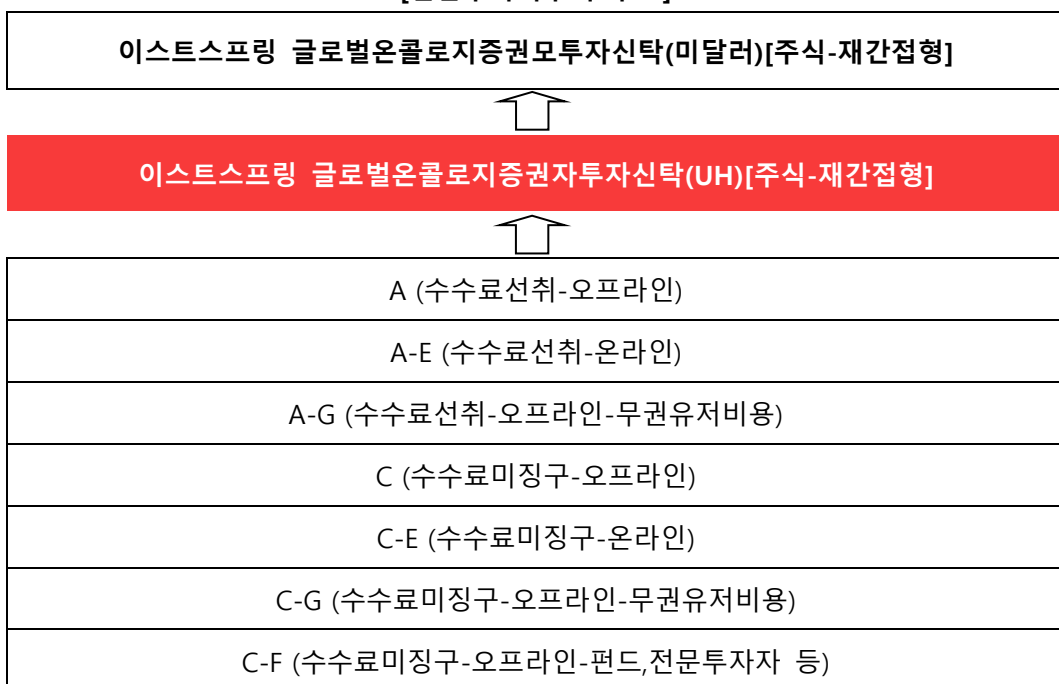 이스트스프링 글로벌온콜로지증권모투자신탁(미달러)[주식-재간접형]
이스트스프링 글로벌온콜로지증권자투자신탁(UH)[주식-재간접형]
A (수수료선취-오프라인)
A-E (수수료선취-온라인)
A-G (수수료선취-오프라인-무권유저비용)
C (수수료미징구-오프라인)
C-E (수수료미징구-온라인)
C-G (수수료미징구-오프라인-무권유저비용)
C-F (수수료미징구-오프라인-펀드,전문투자자 등)